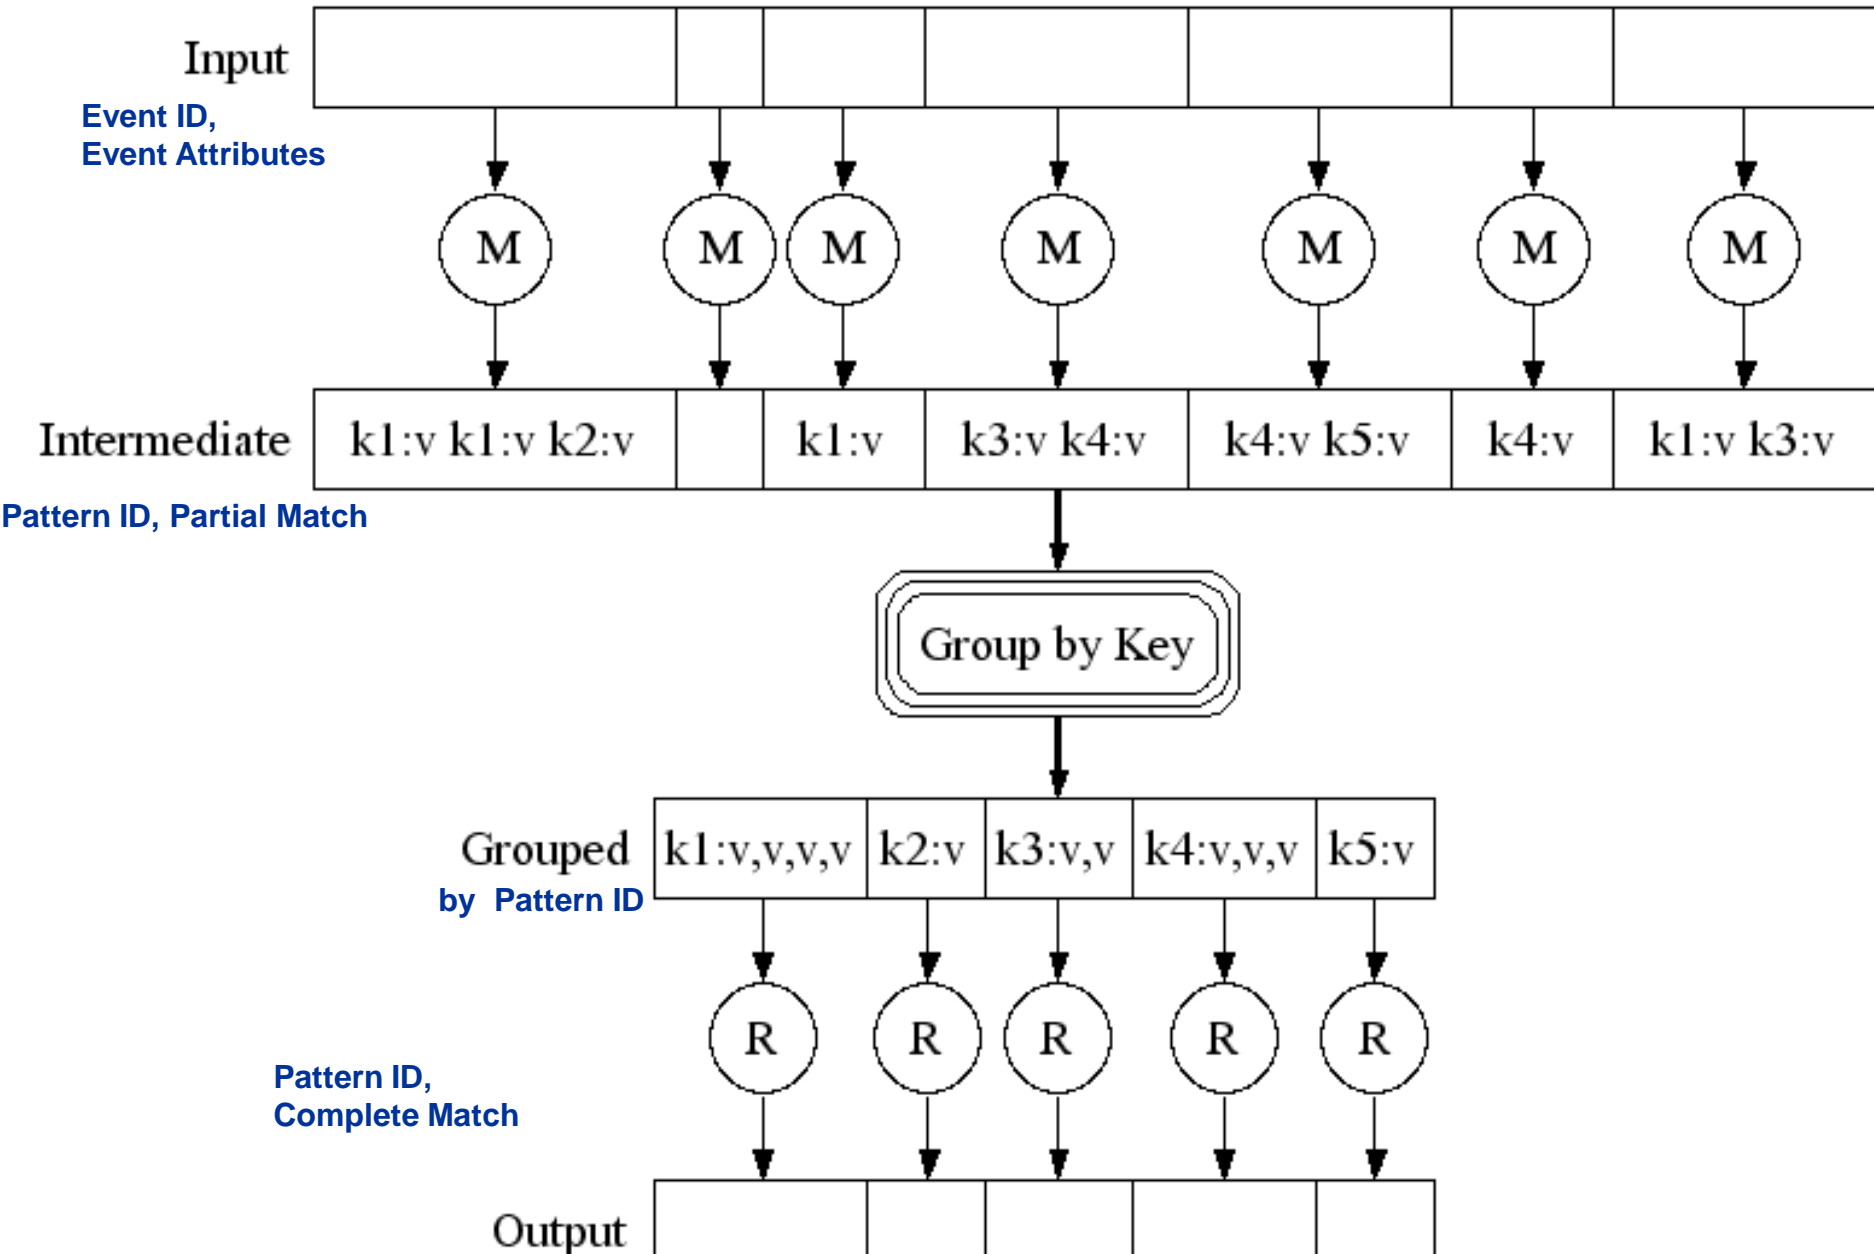 Input
Event ID,
Event Attributes
M M M M M M M
Intermediate k1:v k1:v k2:v k1:v k3:v k4:v k4:v k5:v k4:v k1:v k3:v
Pattern ID, Partial Match
Group by Key
Grouped k1:v,v,v,v k2:v k3:v,v k4:v,v,v k5:v
by Pattern ID
R R R R R
Pattern ID,
Complete Match
Output